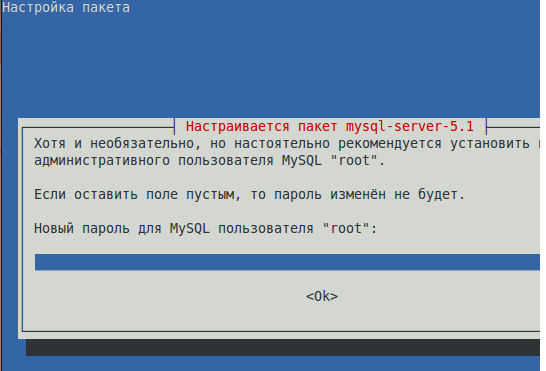 Настройка пакета
Настраивается пакет mysql-server-5.1
Хотя и необязательно, но настоятельно рекомендуется установить
административного пользователя MySQL "root".
Если оставить поле пустым, то пароль изменён не будет.
Новый пароль для MySQL пользователя "root":
<Ok>